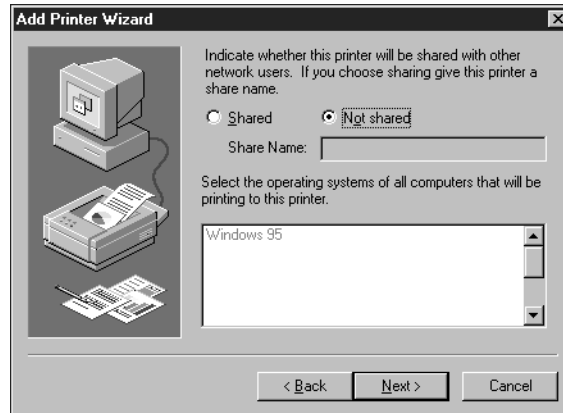 Add Printer Wizard
Indicate whether this printer will be shared with other
network users.  If you choose sharing give this printer a
share name.
Shared Not shared
Share Name:
Select the operating systems of all computers that will be
printing to this printer.
Windows 95
< Back Next > Cancel